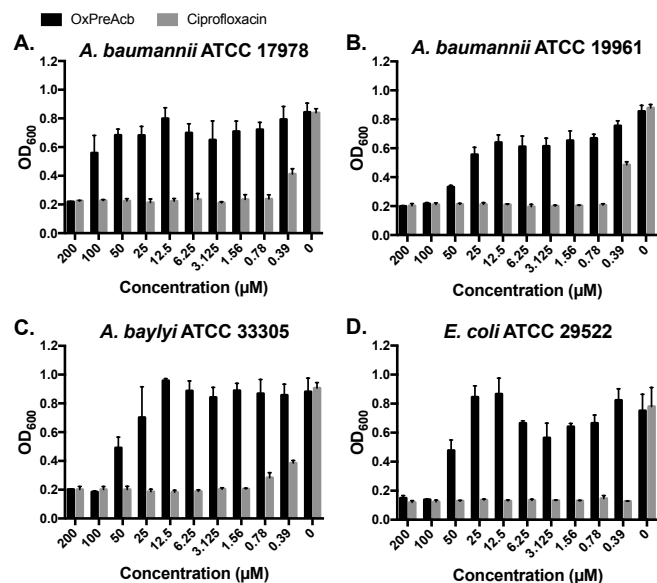 OxPreAcb Ciprofloxacin
A. A. baumannii ATCC 17978
OD600
1.2
1.0
0.8
0.6
0.4
0.2
0.0
200 100 50 25 12.5 6.25 3.125 1.56 0.78 0.39 0
Concentration (µM)
B. A. baumannii ATCC 19961
OD600
1.2
1.0
0.8
0.6
0.4
0.2
0.0
200 100 50 25 12.5 6.25 3.125 1.56 0.78 0.39 0
Concentration (µM)
C. A. baylyi ATCC 33305
OD600
1.2
1.0
0.8
0.6
0.4
0.2
0.0
200 100 50 25 12.5 6.25 3.125 1.56 0.78 0.39 0
Concentration (µM)
D. E. coli ATCC 29522
OD600
1.2
1.0
0.8
0.6
0.4
0.2
0.0
200 100 50 25 12.5 6.25 3.125 1.56 0.78 0.39 0
Concentration (µM)